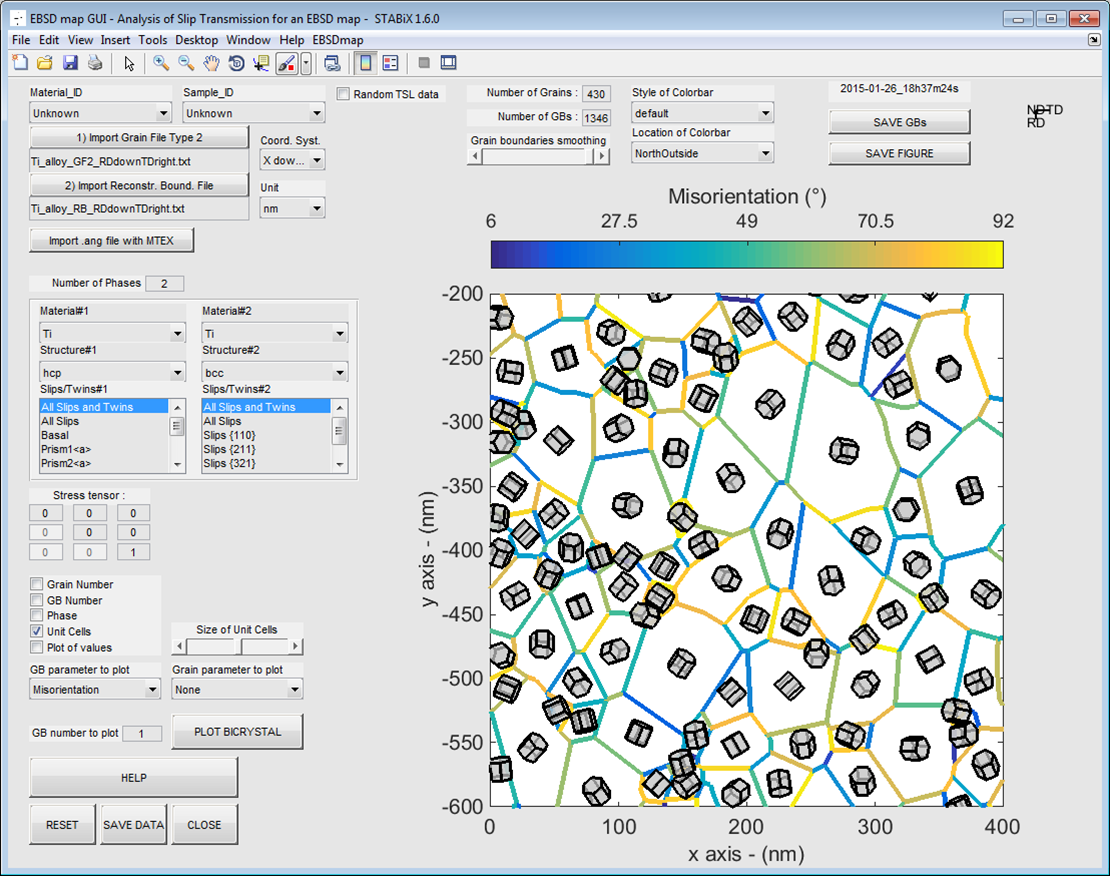 EBSD map GUI - Analysis of Slip Transmission for an EBSD map - STABiX 1.6.0
File Edit View Insert Tools Desktop Window Help EBSDmap
Material_ID
Sample_ID
Random TSL data
Unknown
Unknown
1) Import Grain File Type 2
Ti_alloy_GF2_RDdownTDright.txt
2) Import Reconstr. Bound. File
Ti_alloy_RB_RDdownTDright.txt
Import .ang file with MTEX
Coord. Syst.
X dow...
Unit
nm
Number of Grains : 430
Number of GBs : 1346
Grain boundaries smoothing
Style of Colorbar
default
Location of Colorbar
NorthOutside
2015-01-26_18h37m24s
SAVE GBs
SAVE FIGURE
ND TD
RD
Number of Phases 2
Material#1
Ti
Structure#1
hcp
Slips/Twins#1
All Slips and Twins
All Slips
Basal
Prism1<a>
Prism2<a>
Material#2
Ti
Structure#2
bcc
Slips/Twins#2
All Slips and Twins
All Slips
Slips {110}
Slips {211}
Slips {321}
Stress tensor :
0 0 0
0 0 0
0 0 1
Grain Number
GB Number
Phase
Unit Cells
Plot of values
Size of Unit Cells
GB parameter to plot
Misorientation
Grain parameter to plot
None
GB number to plot 1
PLOT BICRYSTAL
HELP
RESET
SAVE DATA
CLOSE
Misorientation (°)
6 27.5 49 70.5 92
-200
-250
-300
-350
-400
-450
-500
-550
-600
y axis - (nm)
0 100 200 300 400
x axis - (nm)